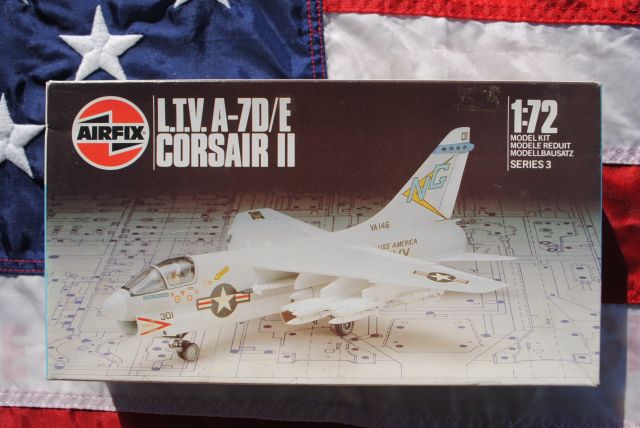 AIRFIX
L.T.V. A-7D/E
CORSAIR II
1:72
MODEL KIT
MODELE REDUIT
MODELLBAUSATZ
SERIES 3
01
NG
VA146
USS AMERICA
NAVY
301